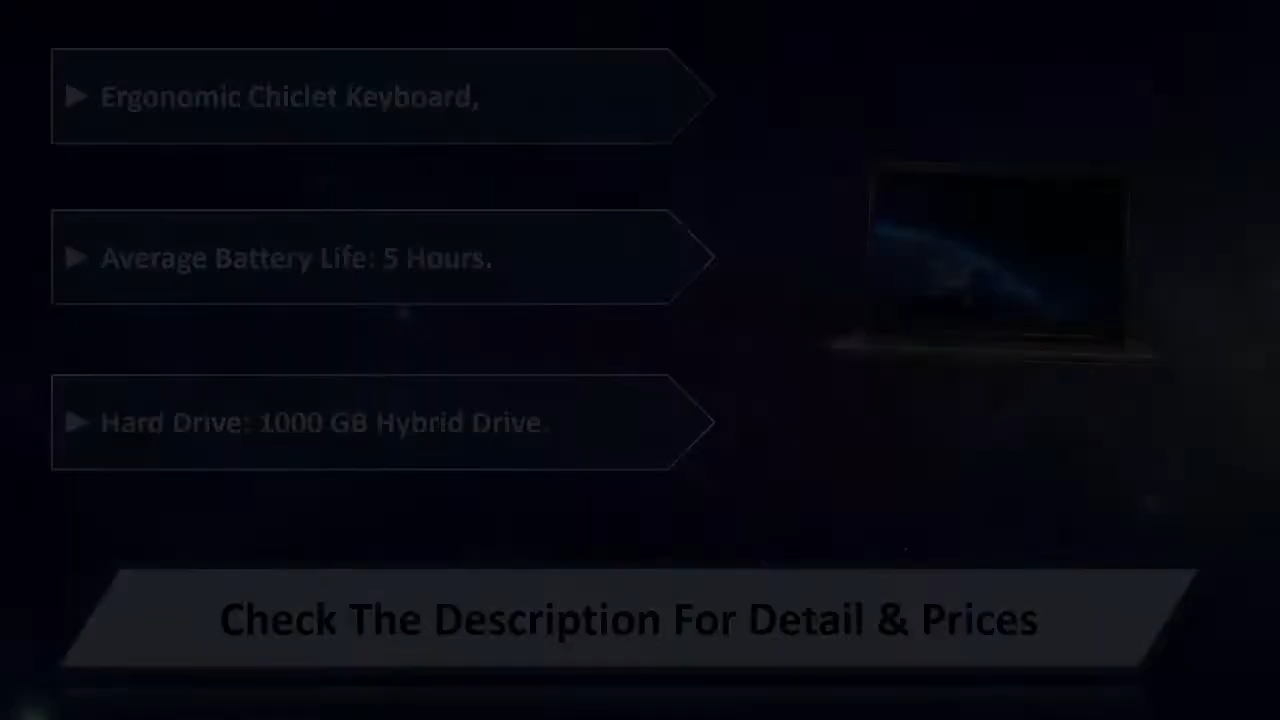 ▶ Ergonomic Chiclet Keyboard,
▶ Average Battery Life: 5 Hours.
▶ Hard Drive: 1000 GB Hybrid Drive.
Check The Description For Detail & Prices